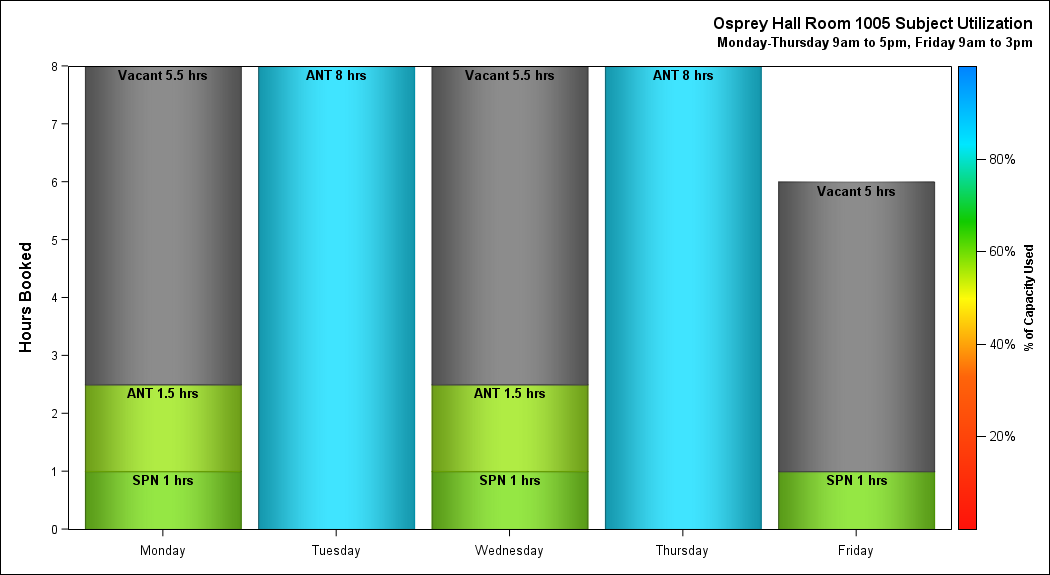 Osprey Hall Room 1005 Subject Utilization
Monday-Thursday 9am to 5pm, Friday 9am to 3pm
Hours Booked
8
7
6
5
4
3
2
1
0
Vacant 5.5 hrs
ANT 1.5 hrs
SPN 1 hrs
ANT 8 hrs
Vacant 5.5 hrs
ANT 1.5 hrs
SPN 1 hrs
ANT 8 hrs
Vacant 5 hrs
SPN 1 hrs
Monday
Tuesday
Wednesday
Thursday
Friday
80%
60%
40%
20%
% of Capacity Used